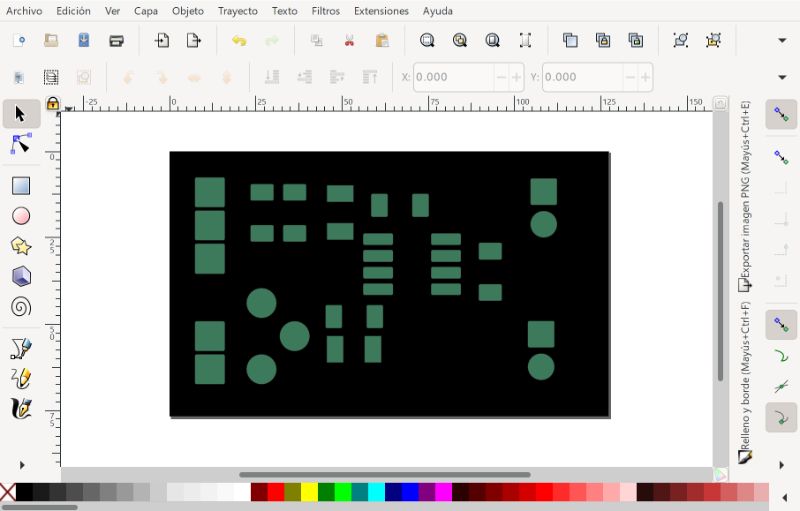 Archivo Edición Ver Capa Objeto Trayecto Texto Filtros Extensiones Ayuda
X: 0.000 Y: 0.000
-25 0 25 50 75 100 125 150
0
25
50
75
Exportar imagen PNG (Mayús+Ctrl+E)
Relleno y borde (Mayús+Ctrl+F)